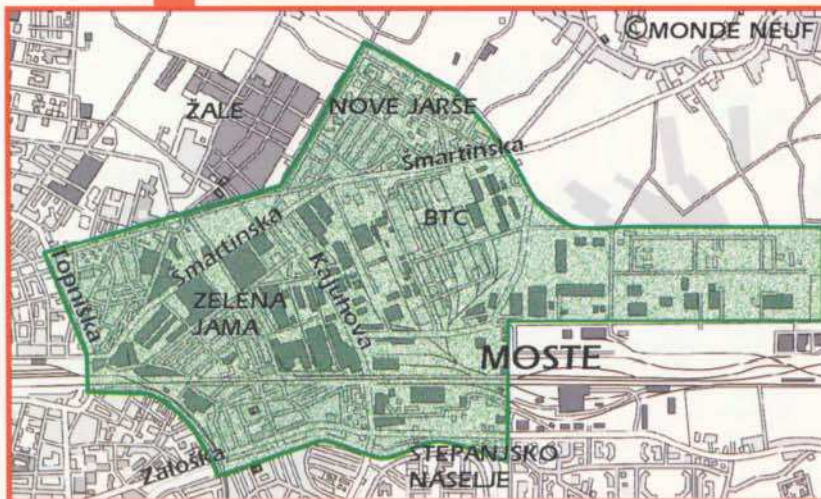 ©MONDE NEUF
ŽALE
NOVE JARŠE
Šmartinska
BTC
Šmartinska
Topniška
Kajuhova
ZELENA
JAMA
MOSTE
Zaloška
ŠTEPANJSKO
NASELJE